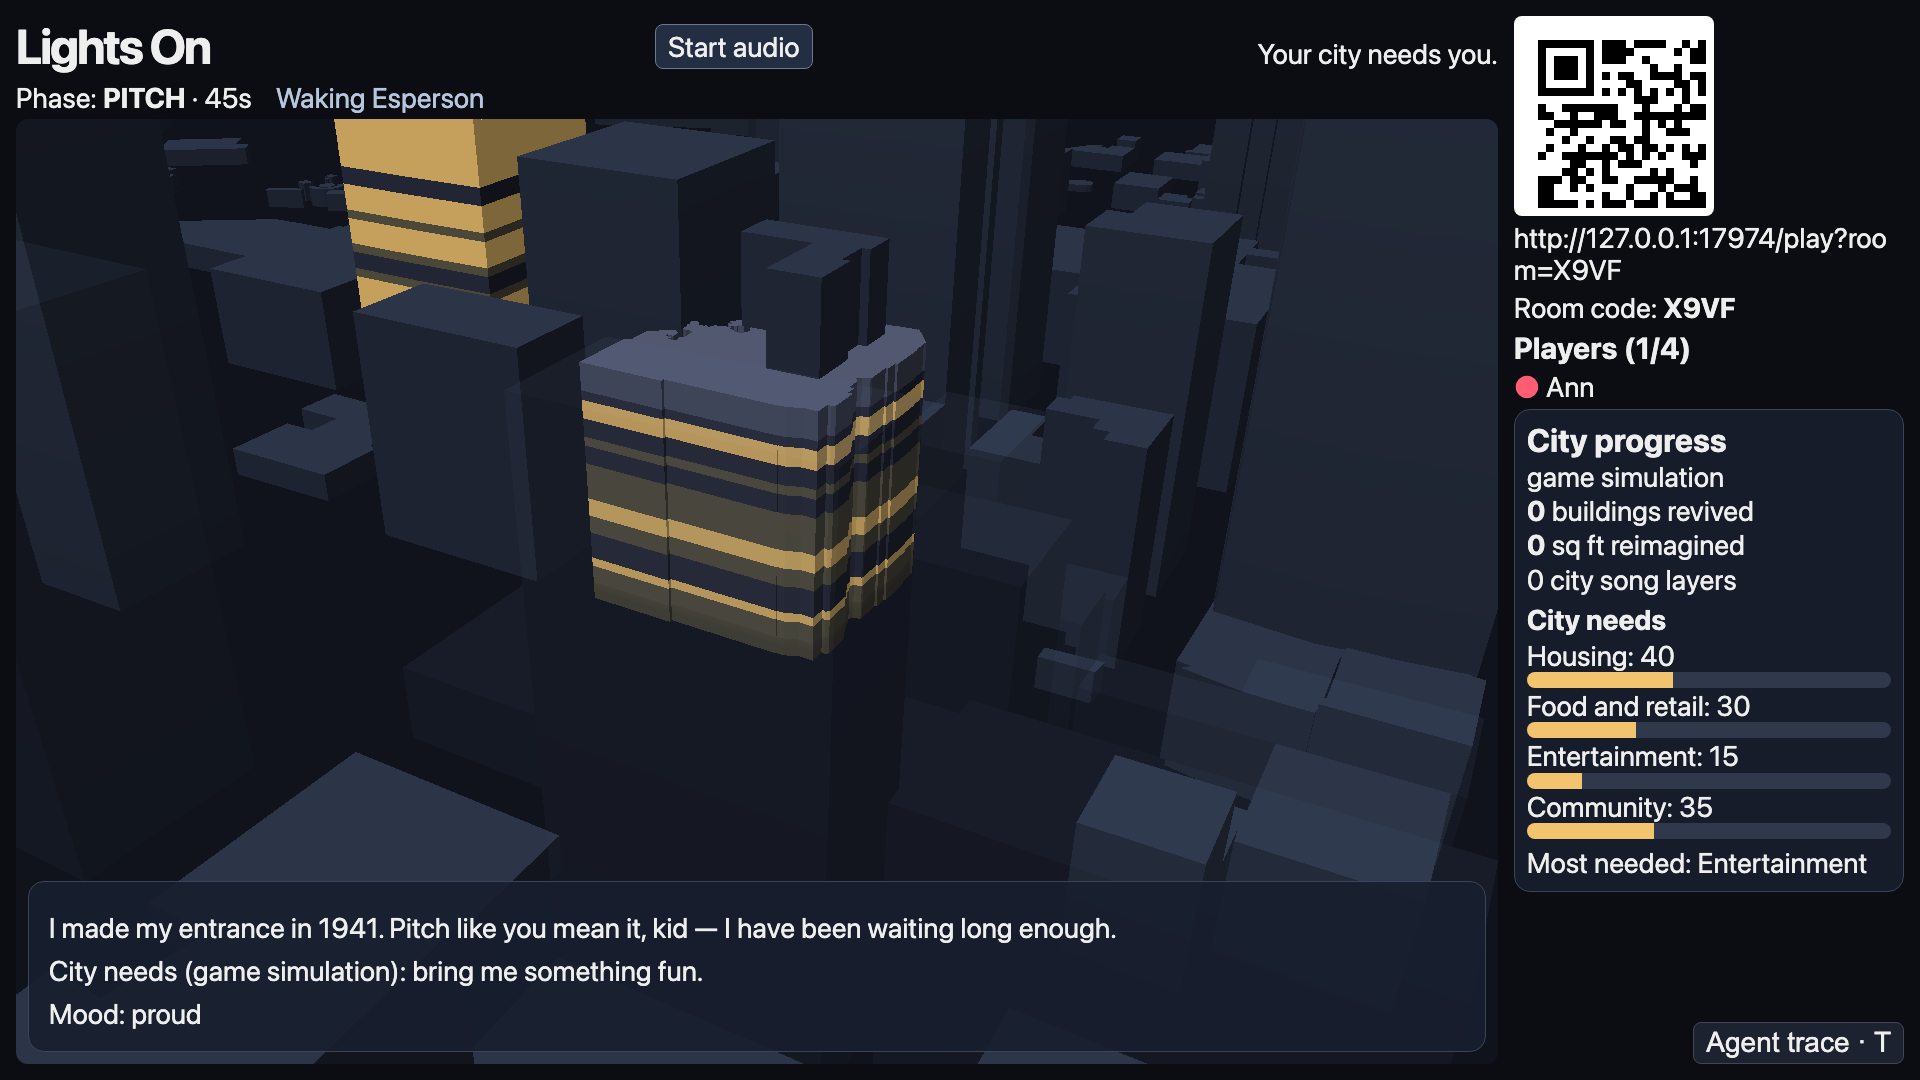 Lights On
Start audio
Your city needs you.
Phase: PITCH · 45s Waking Esperson
http://127.0.0.1:17974/play?roo
m=X9VF
Room code: X9VF
Players (1/4)
Ann
City progress
game simulation
0 buildings revived
0 sq ft reimagined
0 city song layers
City needs
Housing: 40
Food and retail: 30
Entertainment: 15
Community: 35
Most needed: Entertainment
I made my entrance in 1941. Pitch like you mean it, kid — I have been waiting long enough.
City needs (game simulation): bring me something fun.
Mood: proud
Agent trace · T